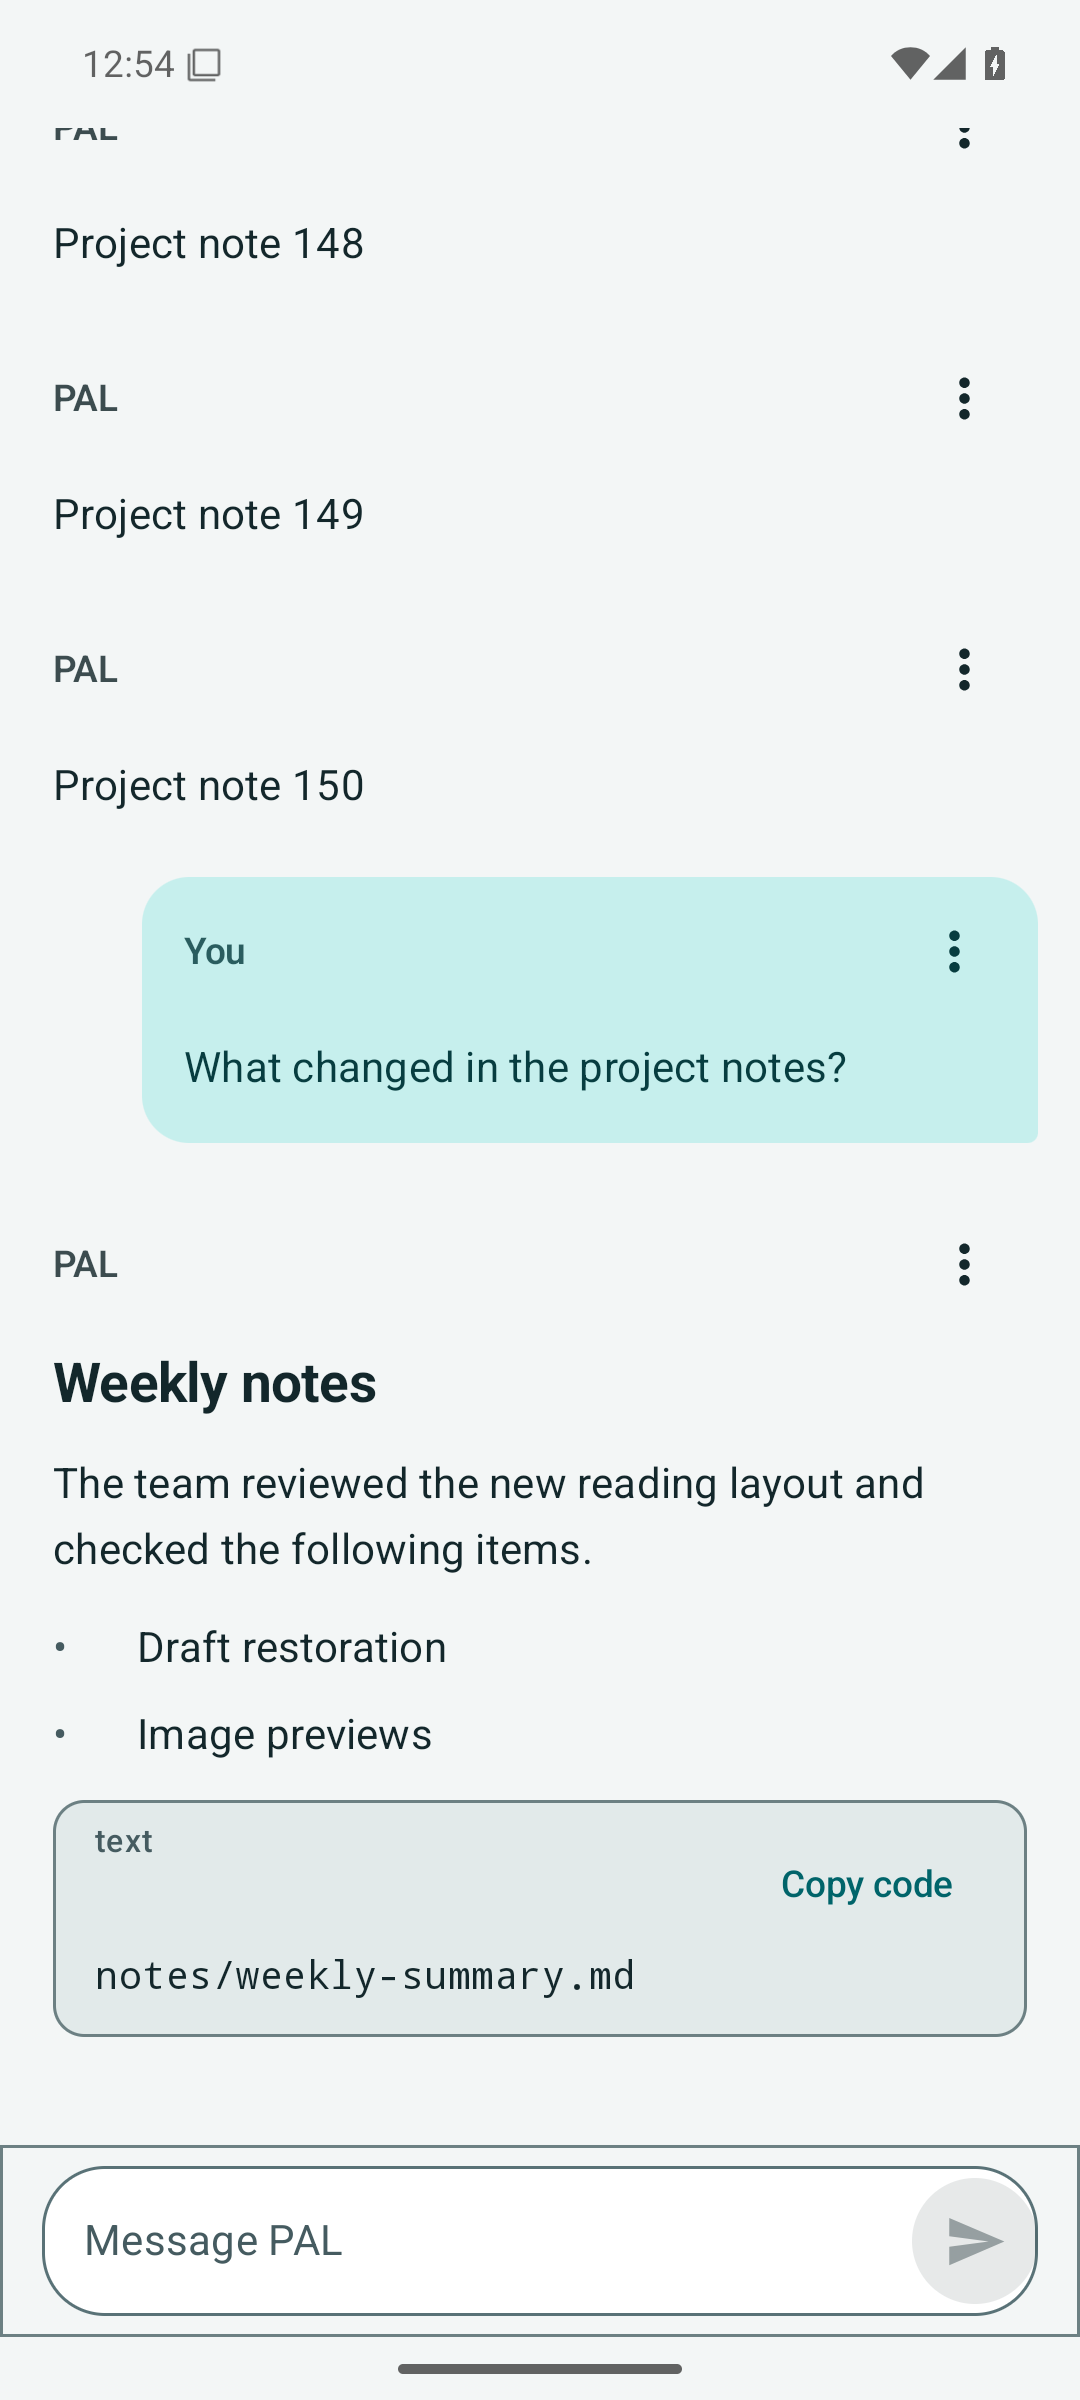 12:54
PAL
Project note 148
PAL
Project note 149
PAL
Project note 150
You
What changed in the project notes?
PAL
Weekly notes
The team reviewed the new reading layout and
checked the following items.
• Draft restoration
• Image previews
text
Copy code
notes/weekly-summary.md
Message PAL